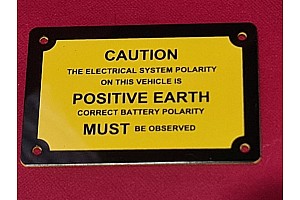 CAUTION
THE ELECTRICAL SYSTEM POLARITY
ON THIS VEHICLE IS
POSITIVE EARTH
CORRECT BATTERY POLARITY
MUST BE OBSERVED